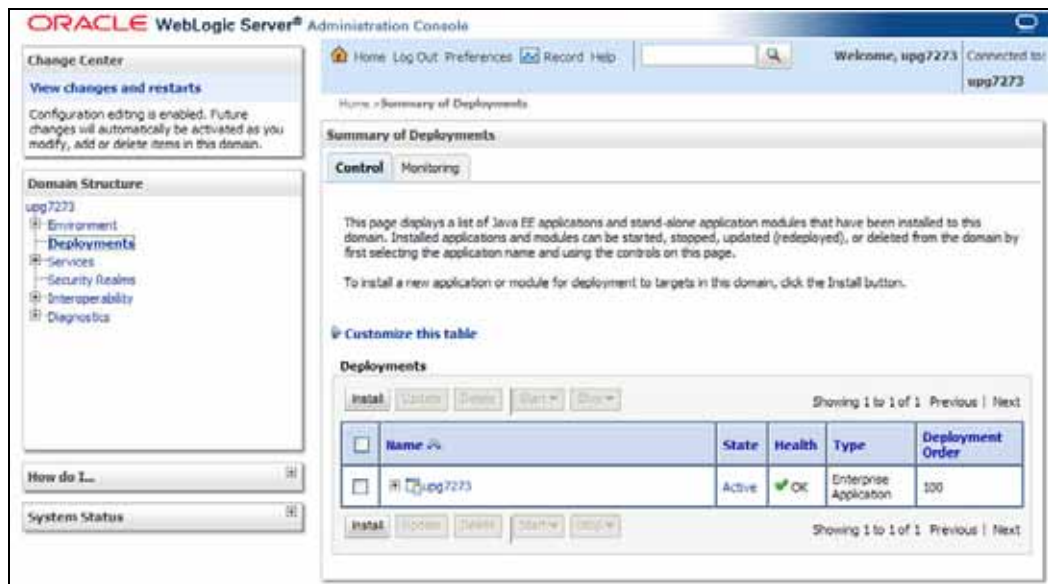 ORACLE WebLogic Server® Administration Console
Change Center
View changes and restarts
Configuration editing is enabled. Future
changes will automatically be activated as you
modify, add or delete items in this domain.
Domain Structure
upg7273
Environment
Deployments
Services
Security Realms
Interoperability
Diagnostics
How do I...
System Status
Home Log Out Preferences Record Help
Welcome, upg7273
Connected to:
upg7273
Home >Summary of Deployments
Summary of Deployments
Control Monitoring
This page displays a list of Java EE applications and stand-alone application modules that have been installed to this
domain. Installed applications and modules can be started, stopped, updated (redeployed), or deleted from the domain by
first selecting the application name and using the controls on this page.
To install a new application or module for deployment to targets in this domain, click the Install button.
Customize this table
Deployments
Install Update Delete Start Stop
Showing 1 to 1 of 1 Previous | Next
Name State Health Type Deployment
Order
upg7273 Active OK Enterprise
Application 100
Install Update Delete Start Stop
Showing 1 to 1 of 1 Previous | Next